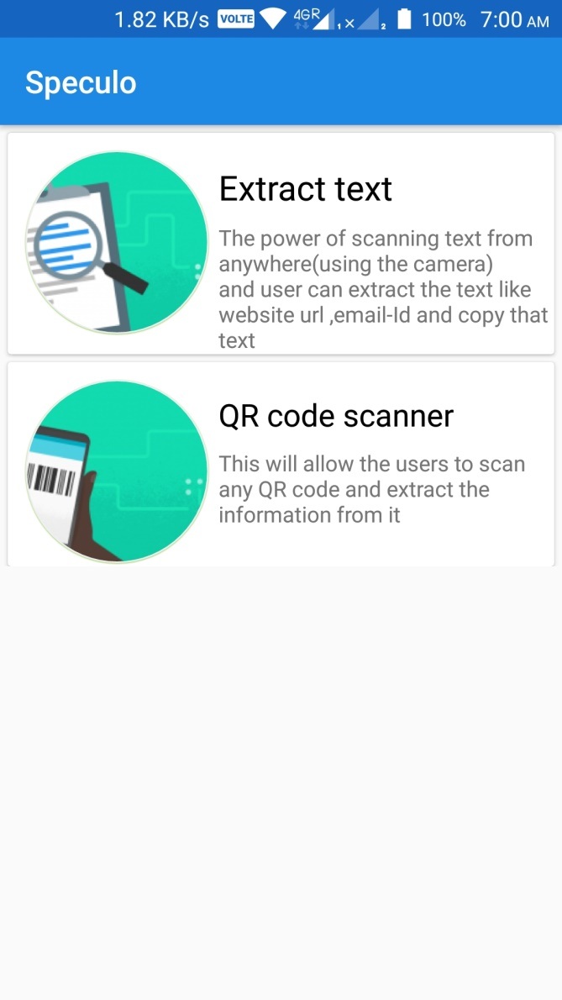 1.82 KB/s VOLTE 4GR 1 x 2 100% 7:00 AM
Speculo
Extract text
The power of scanning text from
anywhere(using the camera)
and user can extract the text like
website url ,email-Id and copy that
text
QR code scanner
This will allow the users to scan
any QR code and extract the
information from it